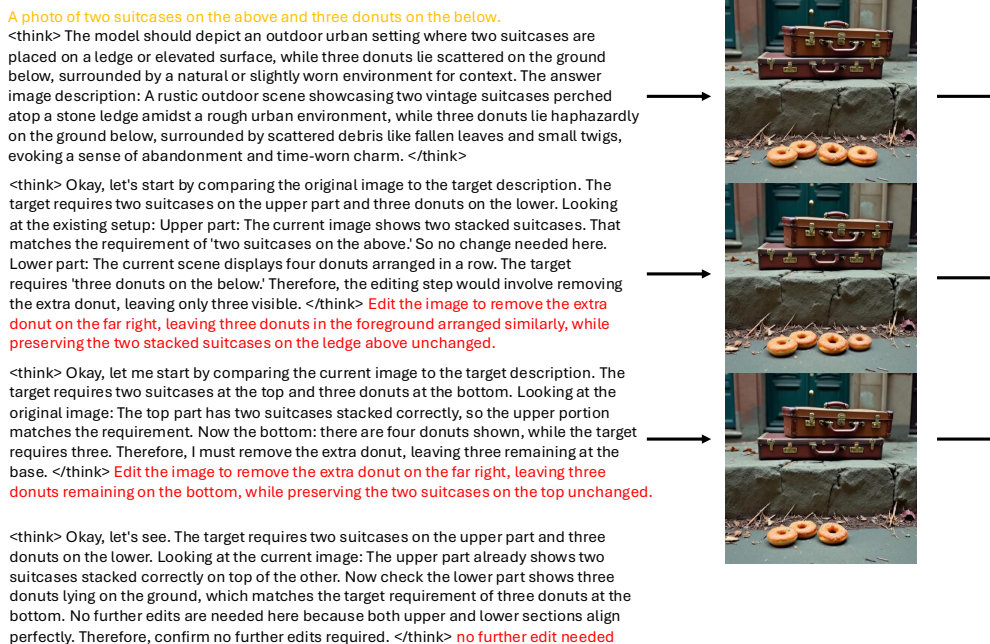 A photo of two suitcases on the above and three donuts on the below.
<think> The model should depict an outdoor urban setting where two suitcases are
placed on a ledge or elevated surface, while three donuts lie scattered on the ground
below, surrounded by a natural or slightly worn environment for context. The answer
image description: A rustic outdoor scene showcasing two vintage suitcases perched
atop a stone ledge amidst a rough urban environment, while three donuts lie haphazardly
on the ground below, surrounded by scattered debris like fallen leaves and small twigs,
evoking a sense of abandonment and time-worn charm. </think>
<think> Okay, let's start by comparing the original image to the target description. The
target requires two suitcases on the upper part and three donuts on the lower. Looking
at the existing setup: Upper part: The current image shows two stacked suitcases. That
matches the requirement of 'two suitcases on the above.' So no change needed here.
Lower part: The current scene displays four donuts arranged in a row. The target
requires 'three donuts on the below.' Therefore, the editing step would involve removing
the extra donut, leaving only three visible. </think> Edit the image to remove the extra
donut on the far right, leaving three donuts in the foreground arranged similarly, while
preserving the two stacked suitcases on the ledge above unchanged.
<think> Okay, let me start by comparing the current image to the target description. The
target requires two suitcases at the top and three donuts at the bottom. Looking at the
original image: The top part has two suitcases stacked correctly, so the upper portion
matches the requirement. Now the bottom: there are four donuts shown, while the target
requires three. Therefore, I must remove the extra donut, leaving three remaining at the
base. </think> Edit the image to remove the extra donut on the far right, leaving three
donuts remaining on the bottom, while preserving the two suitcases on the top unchanged.
<think> Okay, let's see. The target requires two suitcases on the upper part and three
donuts on the lower. Looking at the current image: The upper part already shows two
suitcases stacked correctly on top of the other. Now check the lower part shows three
donuts lying on the ground, which matches the target requirement of three donuts at the
bottom. No further edits are needed here because both upper and lower sections align
perfectly. Therefore, confirm no further edits required. </think> no further edit needed